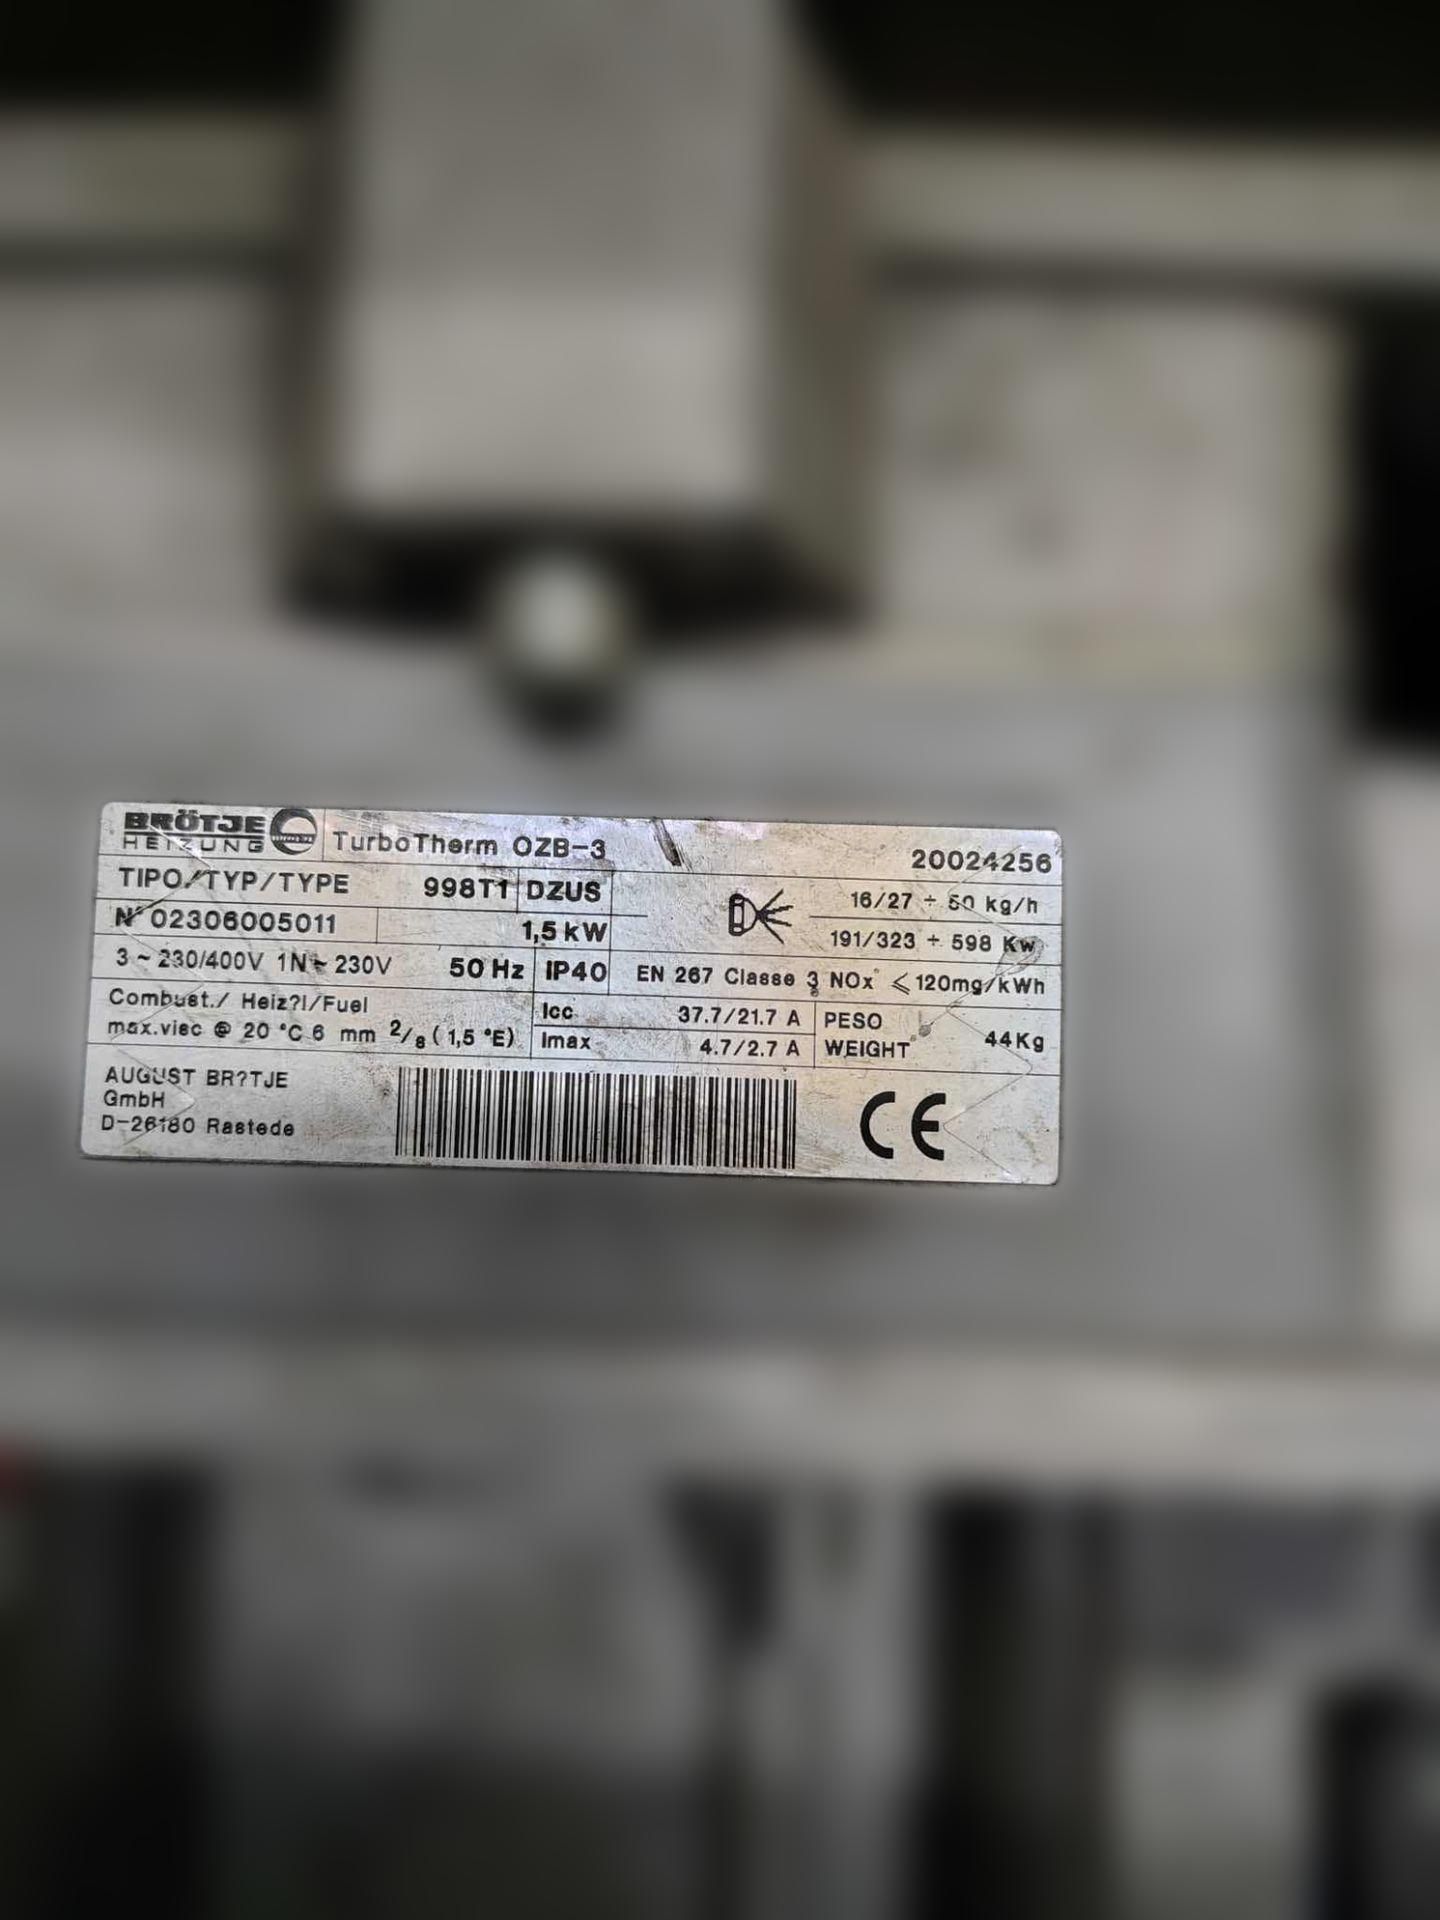 BRÖTJE
HEIZUNG
TurboTherm OZB-3
20024256
TIPO/TYP/TYPE 998T1 DZUS
16/27 ÷ 50 kg/h
N° 02306005011 1,5 kW
191/323 ÷ 598 Kw
3 ~ 230/400V 1N ~ 230V 50 Hz IP40
EN 267 Classe 3 NOx ≤ 120mg/kWh
Combust./ Heiz?l/Fuel
max.visc @ 20 °C 6 mm 2/s ( 1,5 °E)
Icc 37.7/21.7 A
Imax 4.7/2.7 A
PESO
WEIGHT 44Kg
AUGUST BR?TJE
GmbH
D-26180 Rastede
CE